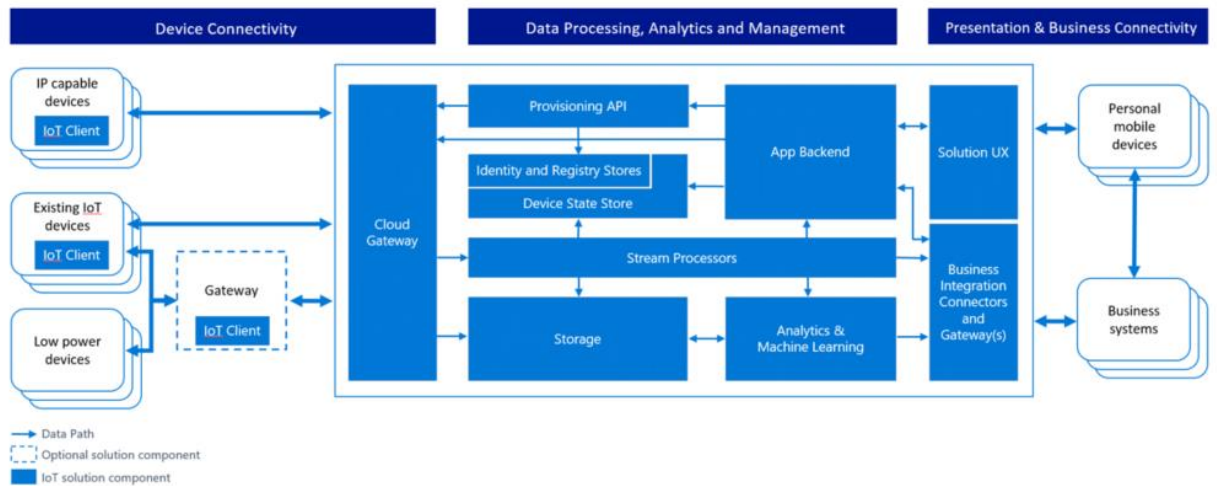 Device Connectivity
Data Processing, Analytics and Management
Presentation & Business Connectivity
IP capable
devices
IoT Client
Existing IoT
devices
IoT Client
Low power
devices
Gateway
IoT Client
Cloud
Gateway
Provisioning API
Identity and Registry Stores
Device State Store
App Backend
Stream Processors
Storage
Analytics &
Machine Learning
Solution UX
Business
Integration
Connectors
and
Gateway(s)
Personal
mobile
devices
Business
systems
Data Path
Optional solution component
IoT solution component